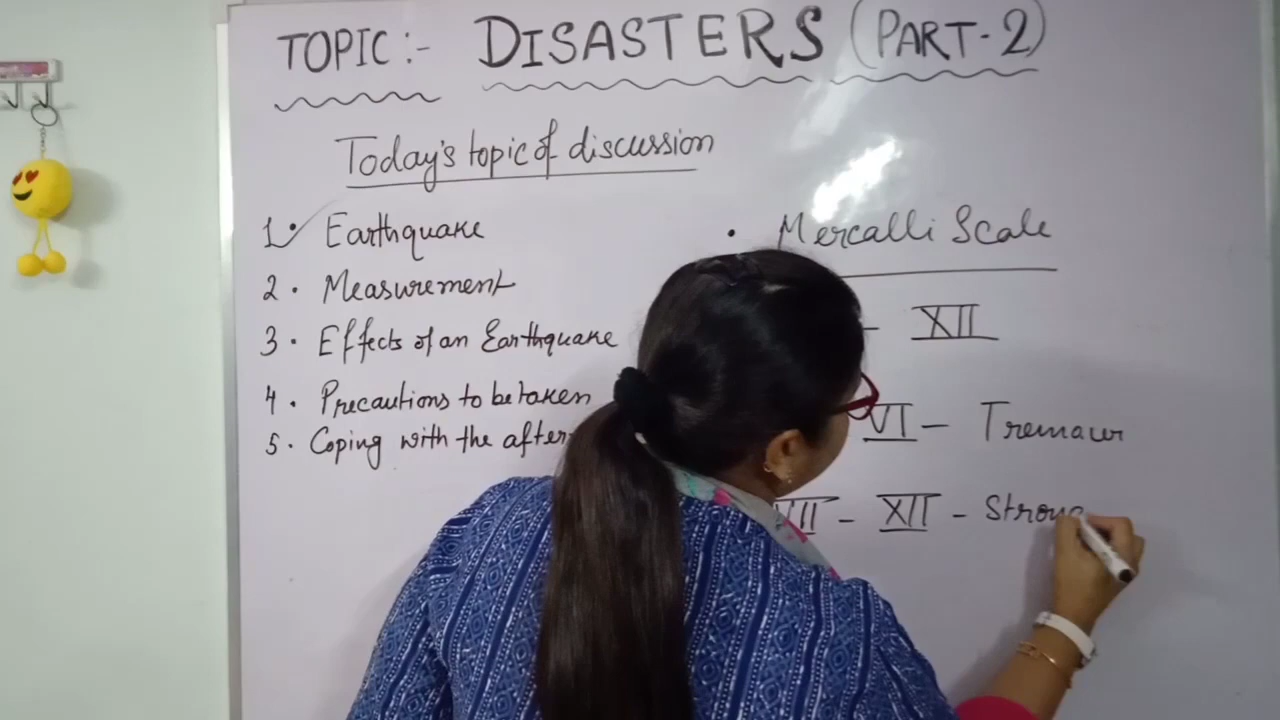 TOPIC :- DISASTERS (PART-2)
Today's topic of discussion
1. Earthquake
2. Measurement
3. Effects of an Earthquake
4. Precautions to be taken
5. Coping with the after
• Mercalli Scale
- XII
VI - Tremaur
VII - XII - Strong